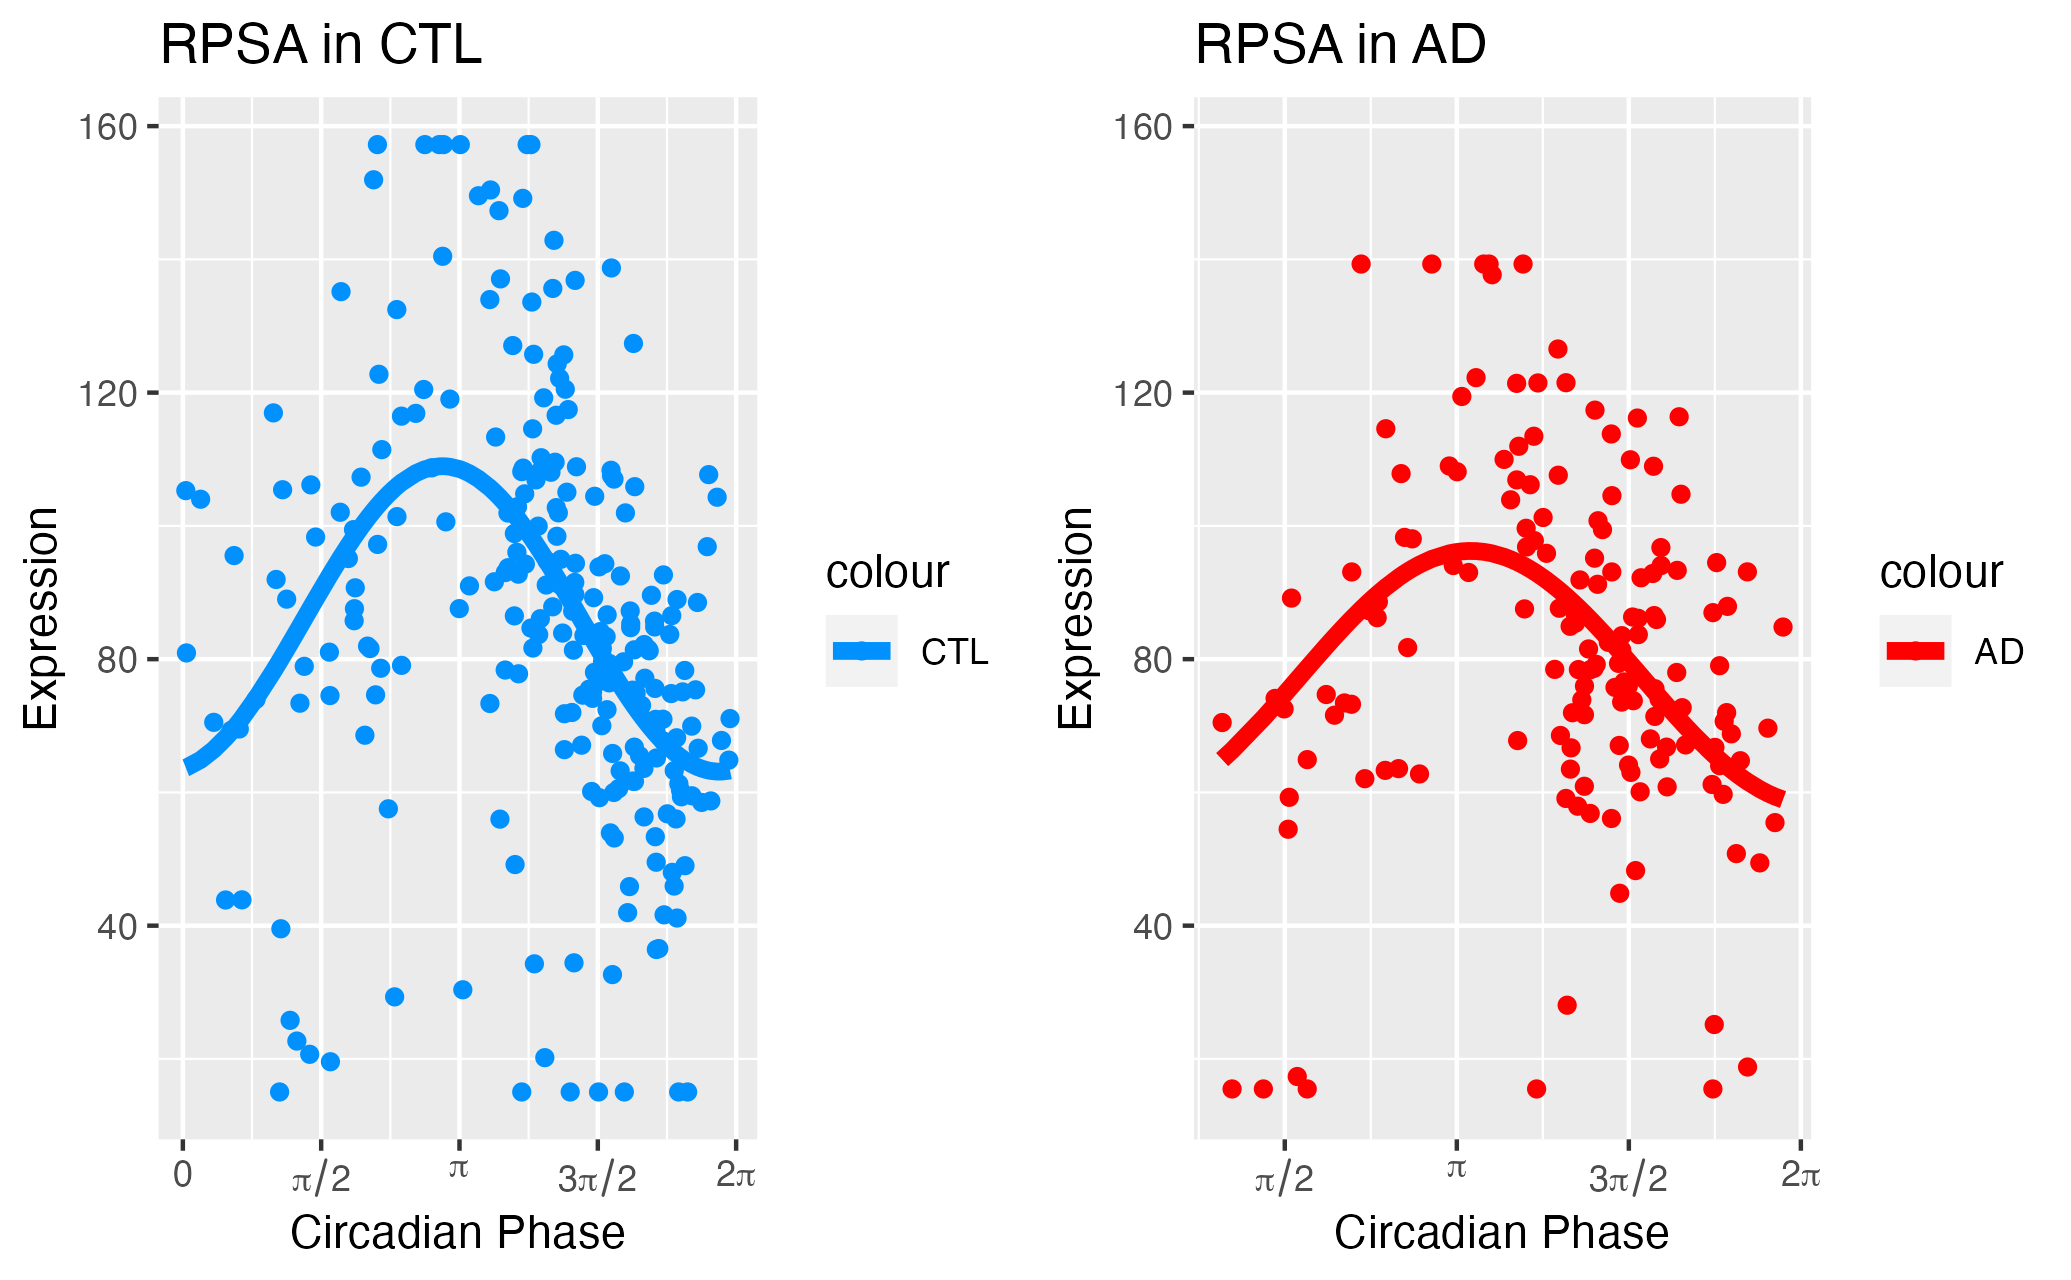 RPSA in CTL
160
120
80
40
Expression
0
π/2
π
3π/2
2π
Circadian Phase
colour
CTL
RPSA in AD
160
120
80
40
Expression
π/2
π
3π/2
2π
Circadian Phase
colour
AD